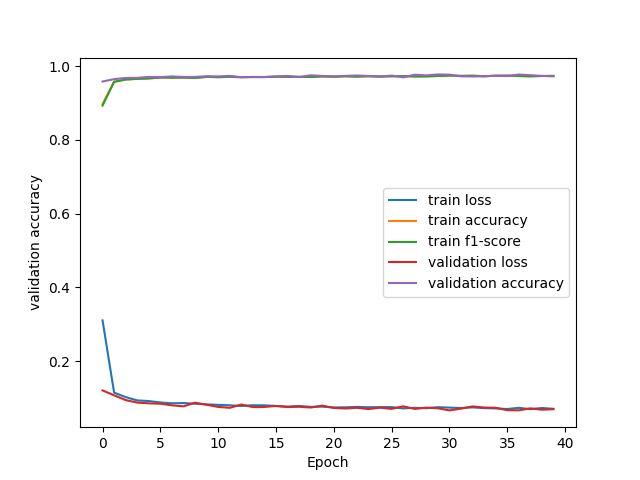 1.0
0.8
0.6
0.4
0.2
validation accuracy
train loss
train accuracy
train f1-score
validation loss
validation accuracy
0 5 10 15 20 25 30 35 40
Epoch